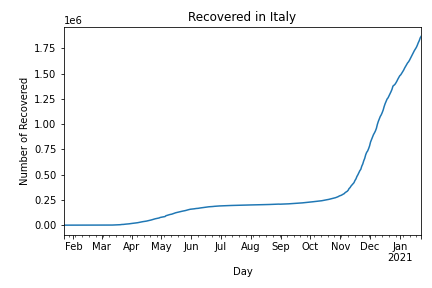 Recovered in Italy
1e6
1.75
1.50
1.25
1.00
0.75
0.50
0.25
0.00
Number of Recovered
Feb Mar Apr May Jun Jul Aug Sep Oct Nov Dec Jan
2021
Day